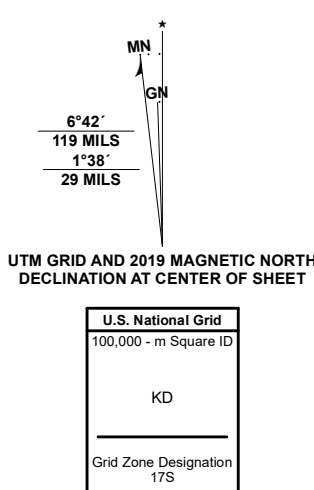 ★
MN
GN
6°42´
119 MILS
1°38´
29 MILS
UTM GRID AND 2019 MAGNETIC NORTH
DECLINATION AT CENTER OF SHEET
U.S. National Grid
100,000 - m Square ID
KD
Grid Zone Designation
17S